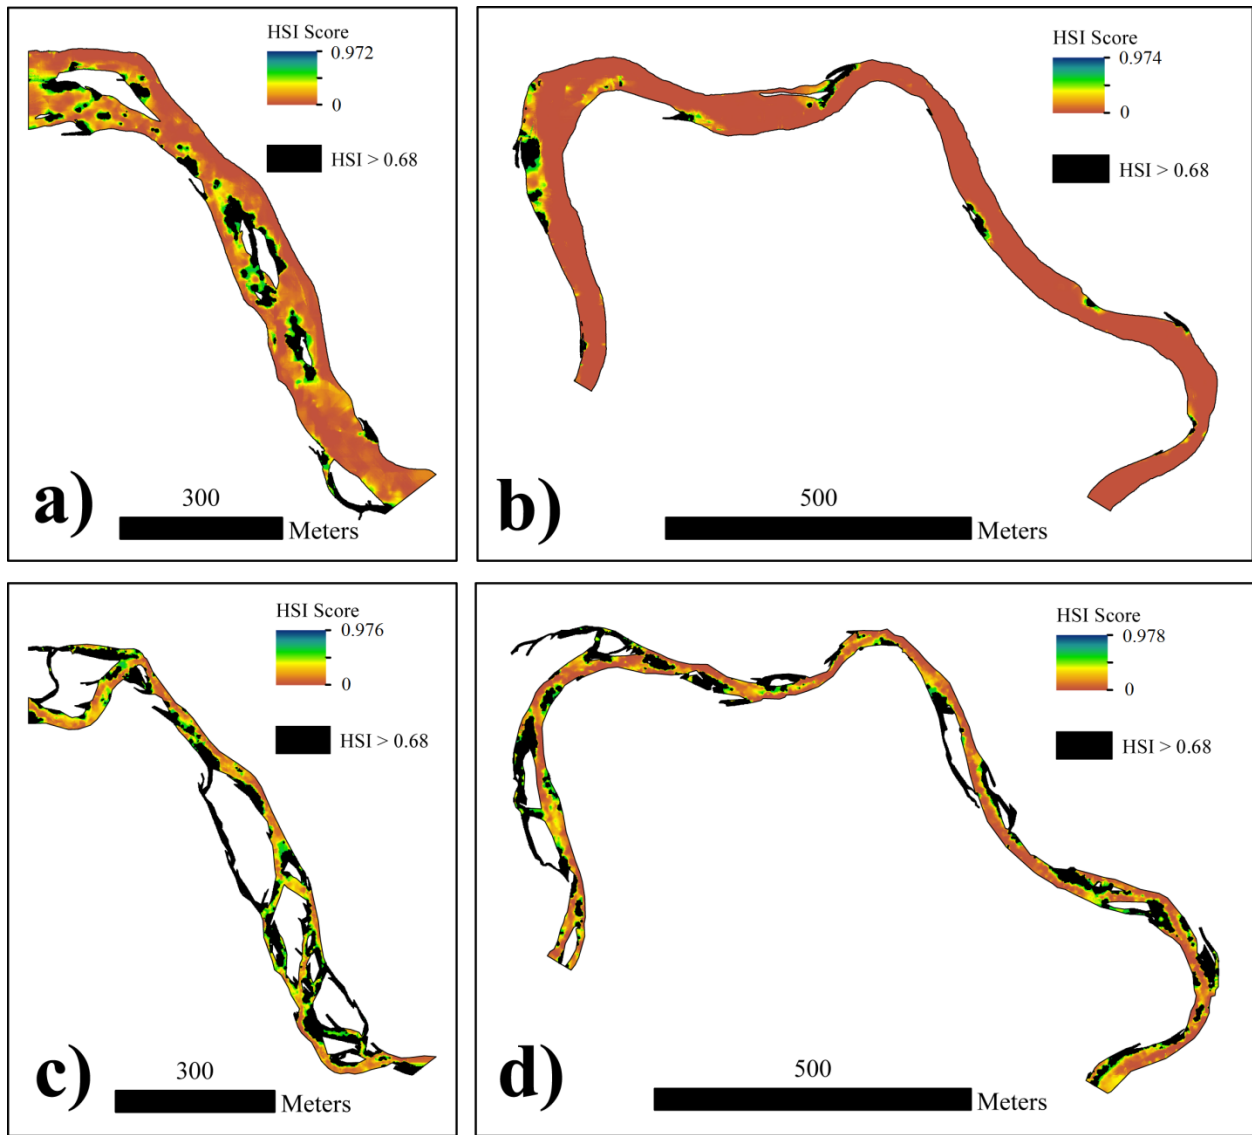 HSI Score
0.972
0
HSI > 0.68
a)
300
Meters
HSI Score
0.974
0
HSI > 0.68
b)
500
Meters
HSI Score
0.976
0
HSI > 0.68
c)
300
Meters
HSI Score
0.978
0
HSI > 0.68
d)
500
Meters